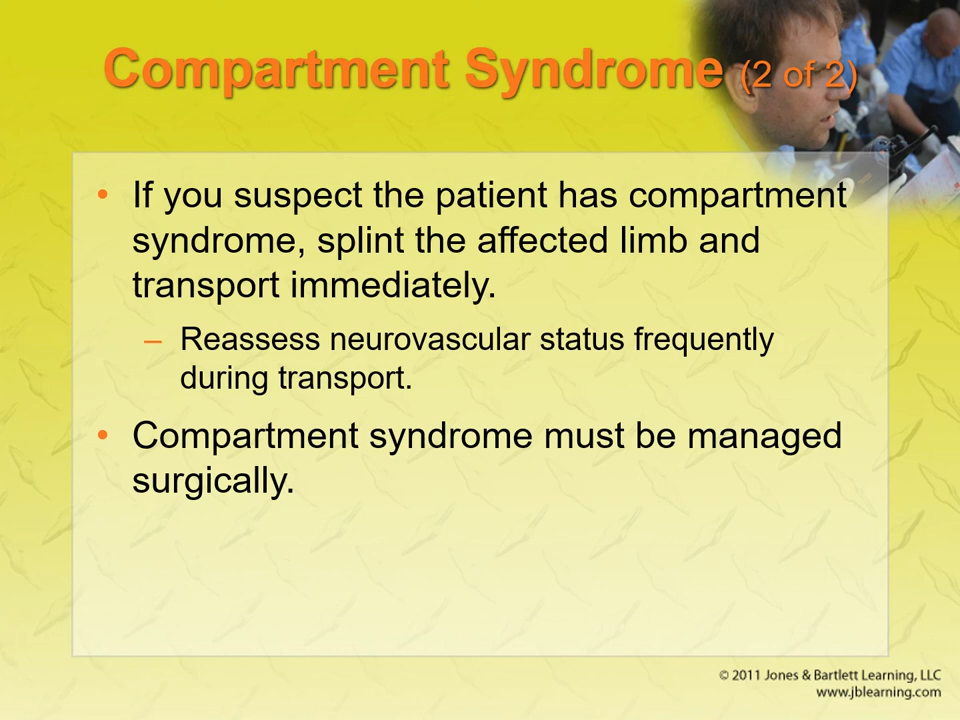 Compartment Syndrome (2 of 2)
• If you suspect the patient has compartment
syndrome, splint the affected limb and
transport immediately.
– Reassess neurovascular status frequently
during transport.
• Compartment syndrome must be managed
surgically.
© 2011 Jones & Bartlett Learning, LLC
www.jblearning.com